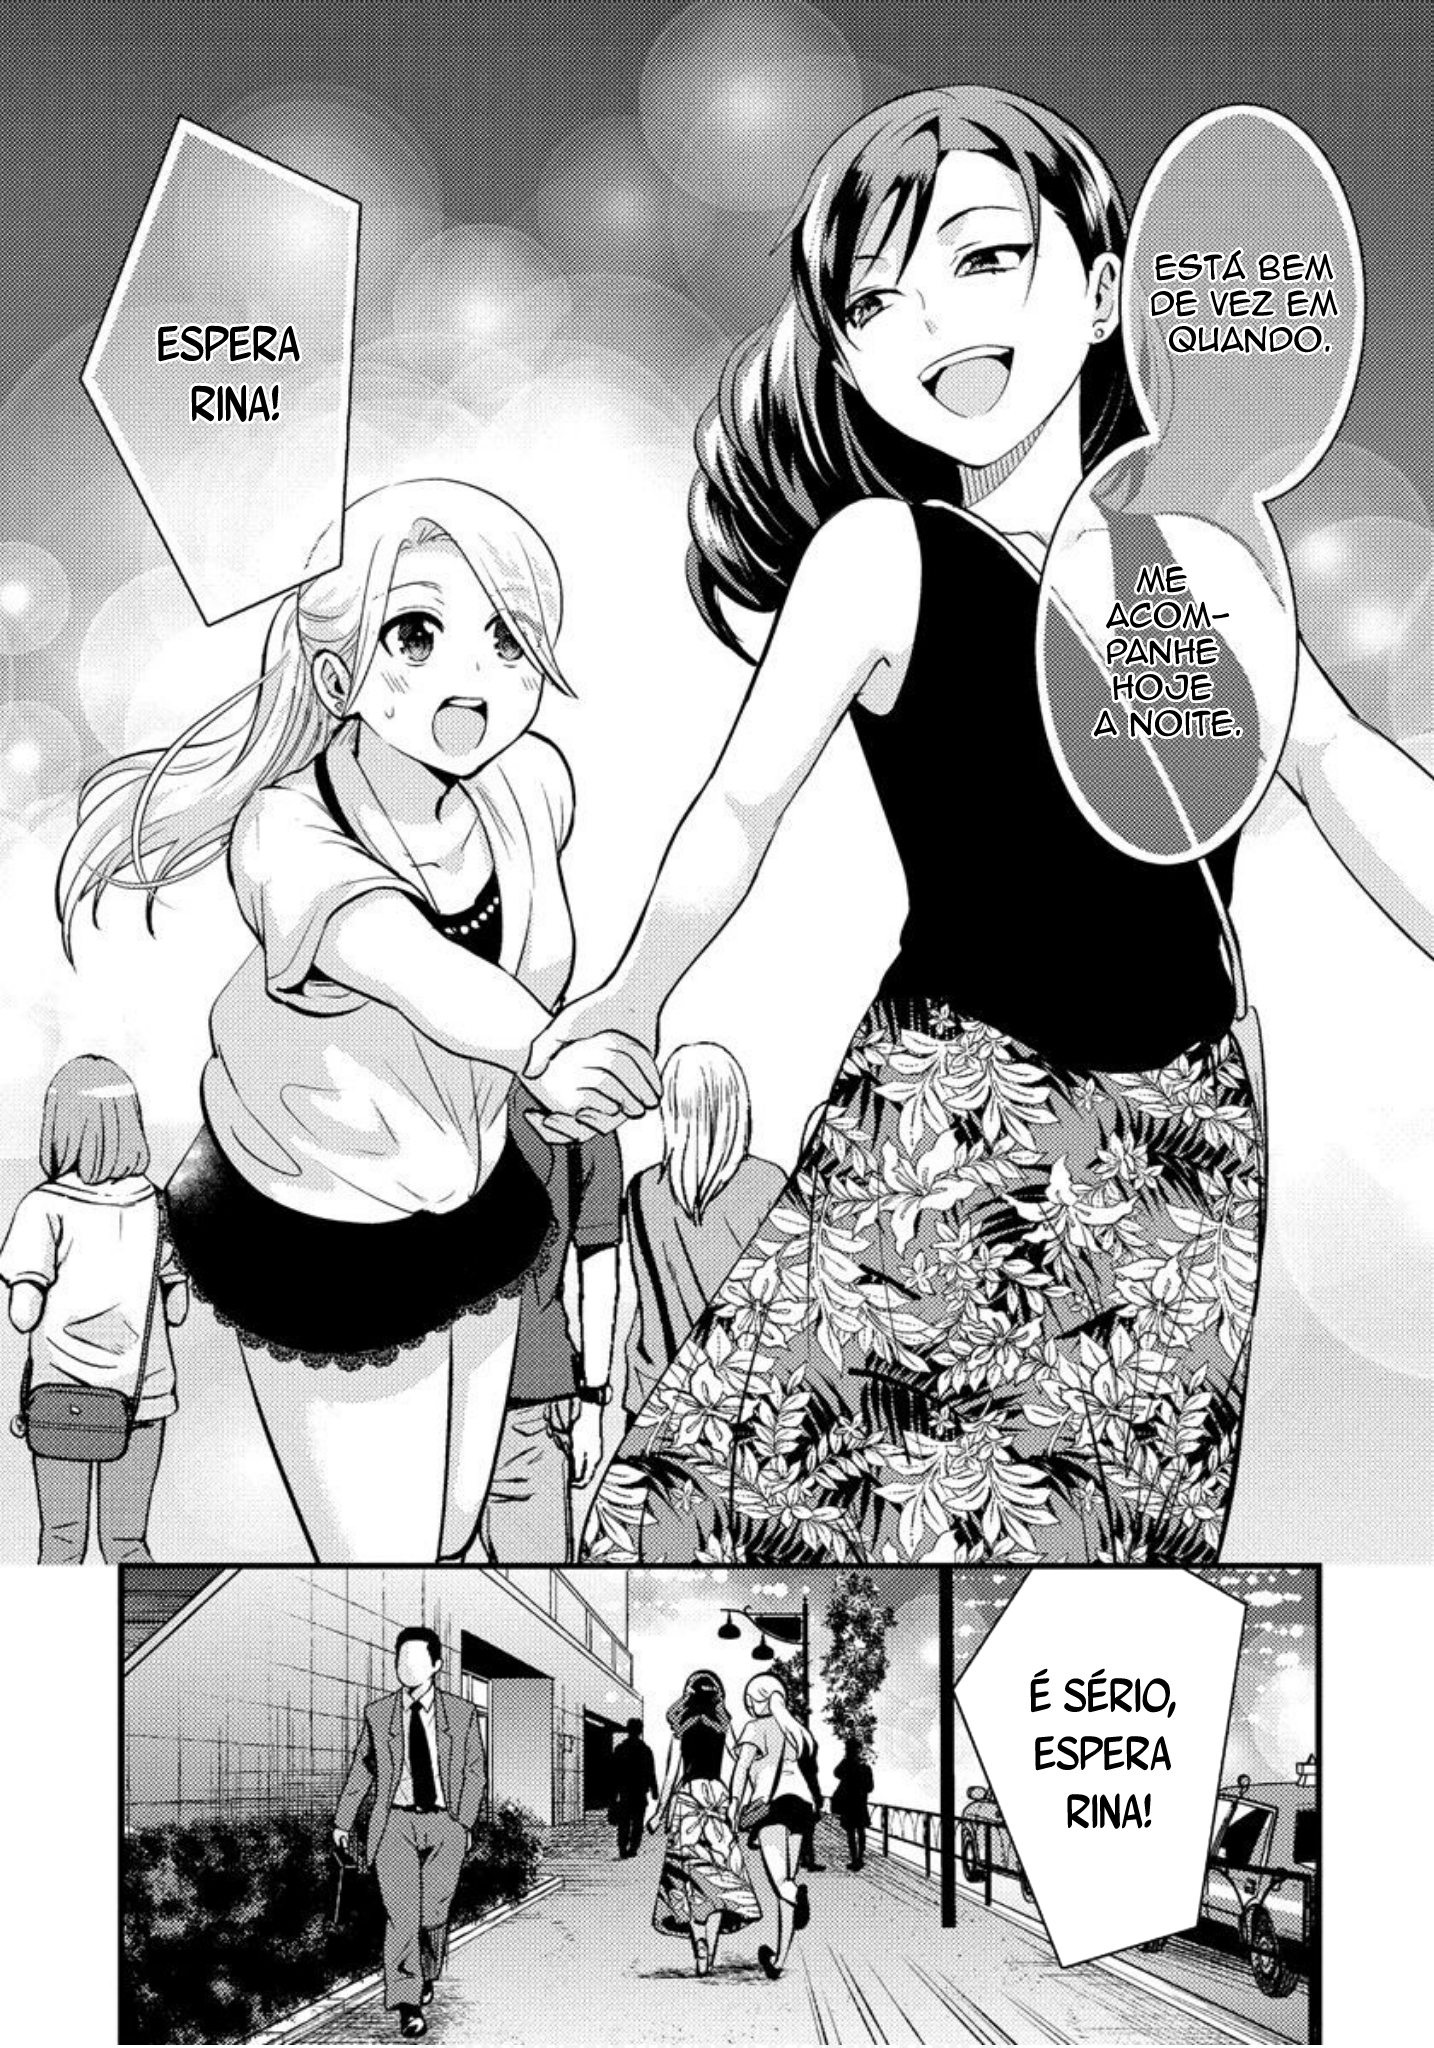 ESTÁ BEM
DE VEZ EM
QUANDO.
ME
ACOM-
PANHE
HOJE
A NOITE.
ESPERA
RINA!
É SÉRIO,
ESPERA
RINA!